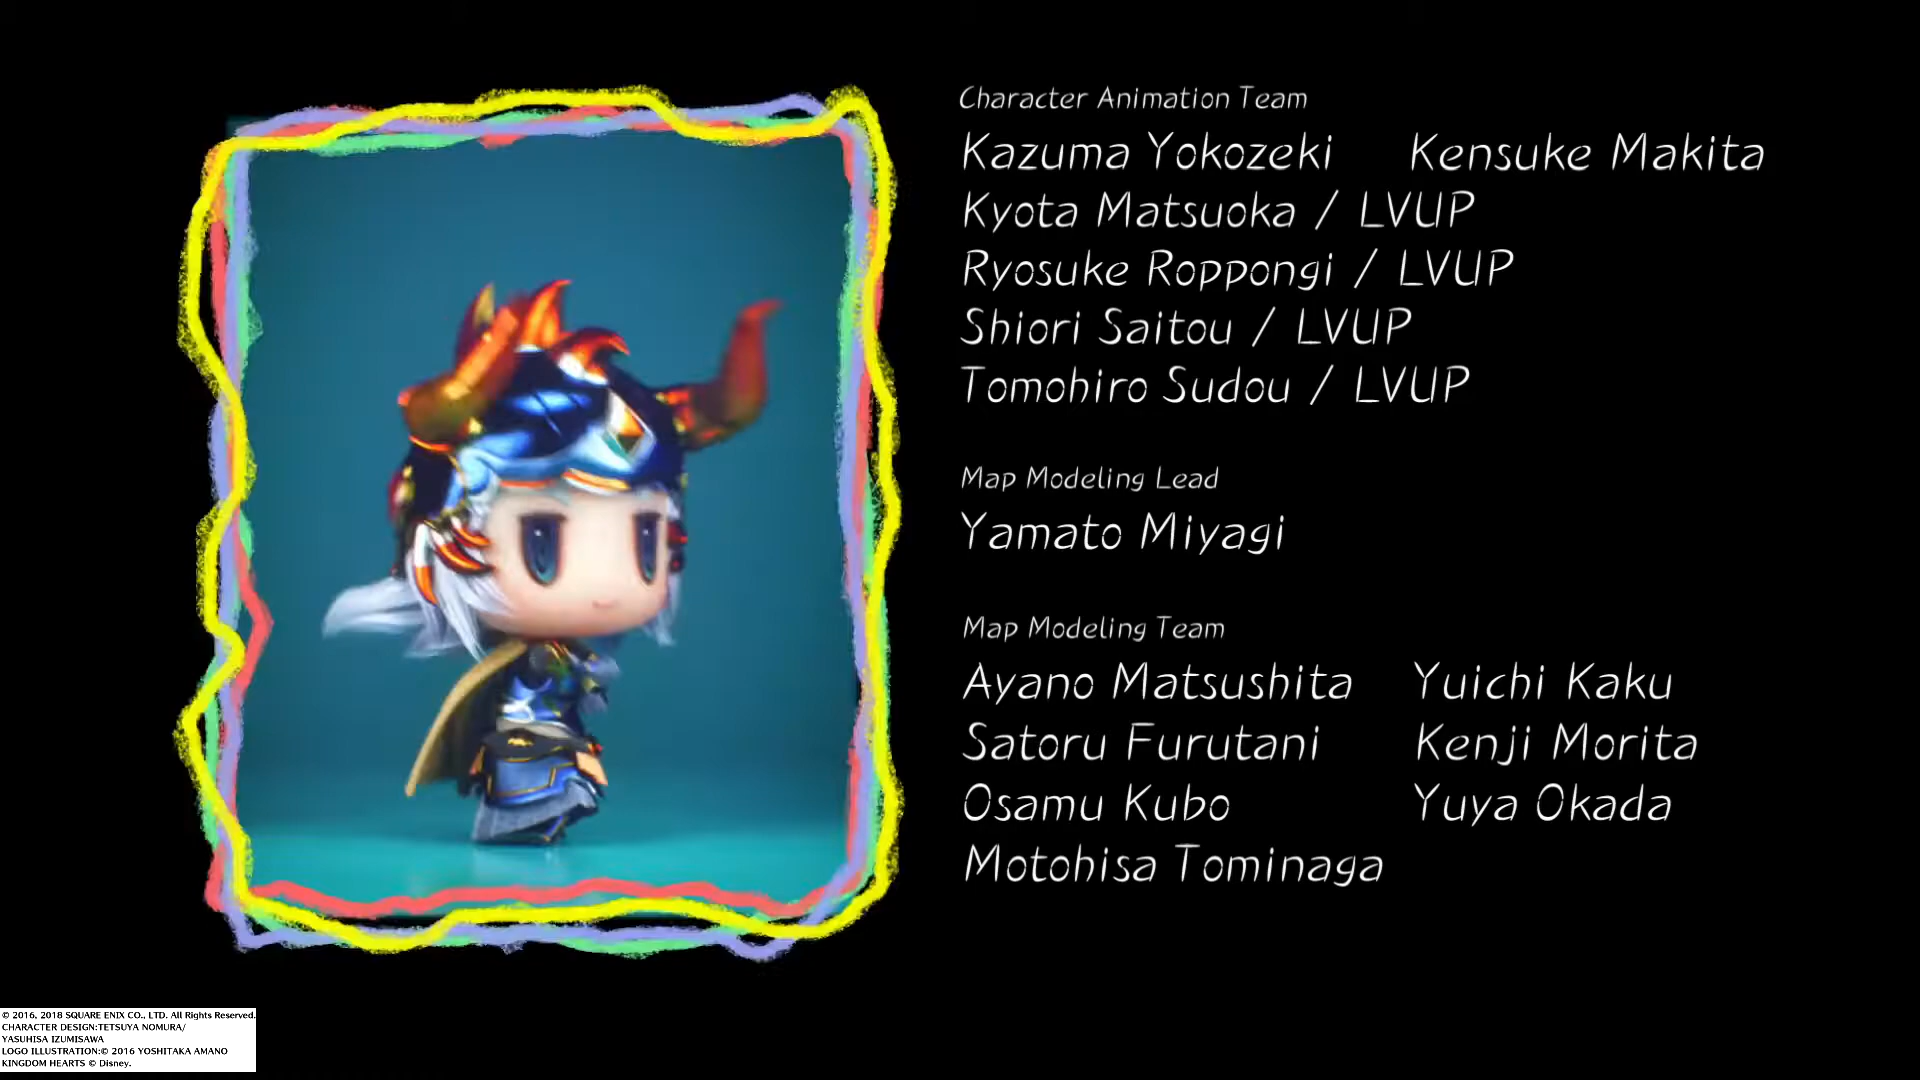 Character Animation Team
Kazuma Yokozeki Kensuke Makita
Kyota Matsuoka / LVUP
Ryosuke Roppongi / LVUP
Shiori Saitou / LVUP
Tomohiro Sudou / LVUP
Map Modeling Lead
Yamato Miyagi
Map Modeling Team
Ayano Matsushita Yuichi Kaku
Satoru Furutani Kenji Morita
Osamu Kubo Yuya Okada
Motohisa Tominaga
© 2016, 2018 SQUARE ENIX CO., LTD. All Rights Reserved.
CHARACTER DESIGN:TETSUYA NOMURA/
YASUHISA IZUMISAWA
LOGO ILLUSTRATION:© 2016 YOSHITAKA AMANO
KINGDOM HEARTS © Disney.